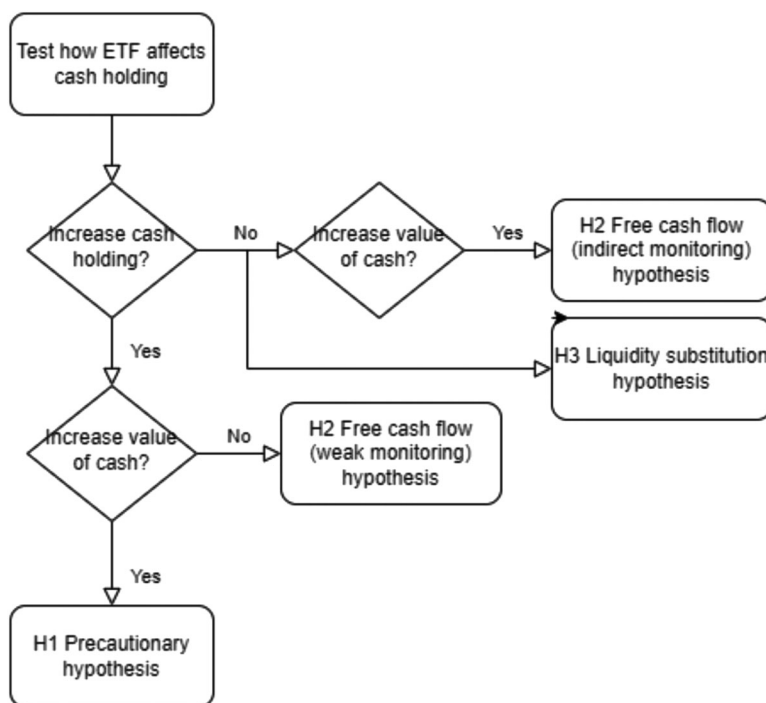 Test how ETF affects
cash holding
Increase cash
holding?
No
Increase value
of cash?
Yes
H2 Free cash flow
(indirect monitoring)
hypothesis
H3 Liquidity substitution
hypothesis
Yes
Increase value
of cash?
No
H2 Free cash flow
(weak monitoring)
hypothesis
Yes
H1 Precautionary
hypothesis